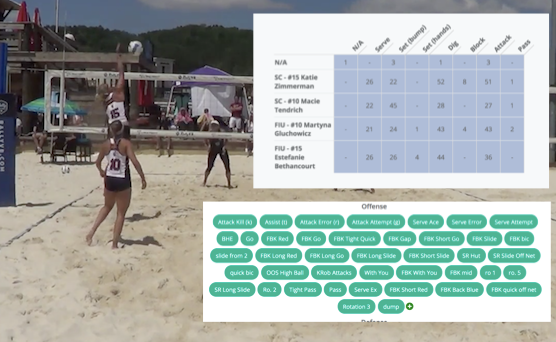 N/A Serve Set (bump) Set (hands) Dig Block Attack Pass
N/A 1 - 3 - 1 - 3 -
SC - #15 Katie Zimmerman - 26 22 - 52 8 51 1
SC - #10 Macie Tendrich - 22 45 - 28 - 27 1
FIU - #10 Martyna Gluchowicz - 21 24 1 43 4 43 2
FIU - #15 Estefanie Bethancourt - 26 26 4 44 - 36 -
15
10
Offense
Attack Kill (k) Assist (t) Attack Error (r) Attack Attempt (g) Serve Ace Serve Error Serve Attempt
BHE Go FBK Red FBK Go FBK Tight Quick FBK Gap FBK Short Go FBK Slide FBK bic
slide from 2 FBK Long Red FBK Long Go FBK Long Slide FBK Short Slide SR Hut SR Slide Off Net
quick bic OOS High Ball KRob Attacks With You FBK With You FBK mid ro 1 ro. 5
SR Long Slide Ro. 2 Tight Pass Pass Serve Ex FBK Short Red FBK Back Blue FBK quick off net
Rotation 3 dump